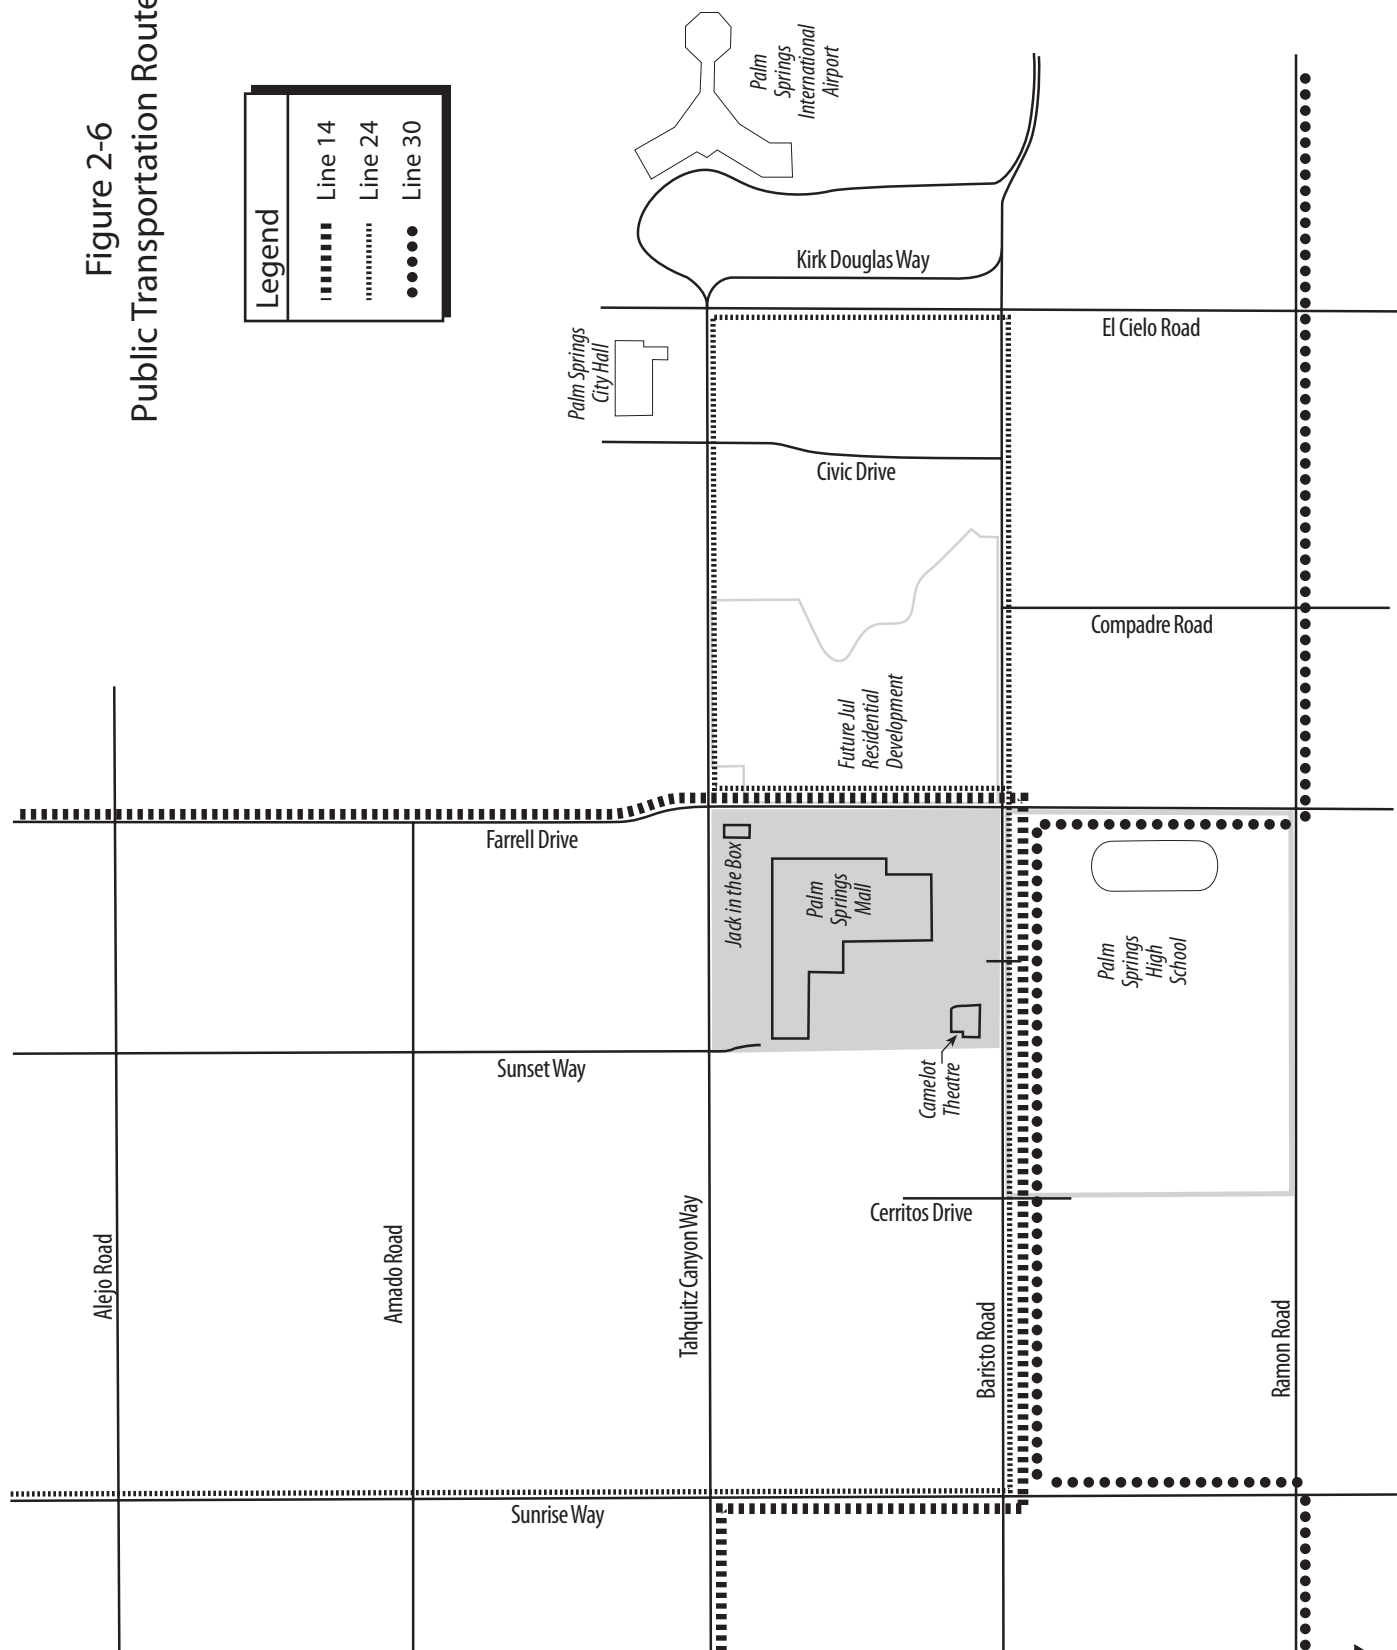 Figure 2-6
Public Transportation Route
Legend
Line 14
Line 24
Line 30
Palm
Springs
International
Airport
Kirk Douglas Way
El Cielo Road
Palm Springs
City Hall
Civic Drive
Compadre Road
Future Jul
Residential
Development
Farrell Drive
Jack in the Box
Palm
Springs
Mall
Palm
Springs
High
School
Sunset Way
Camelot
Theatre
Cerritos Drive
Alejo Road
Amado Road
Tahquitz Canyon Way
Baristo Road
Ramon Road
Sunrise Way